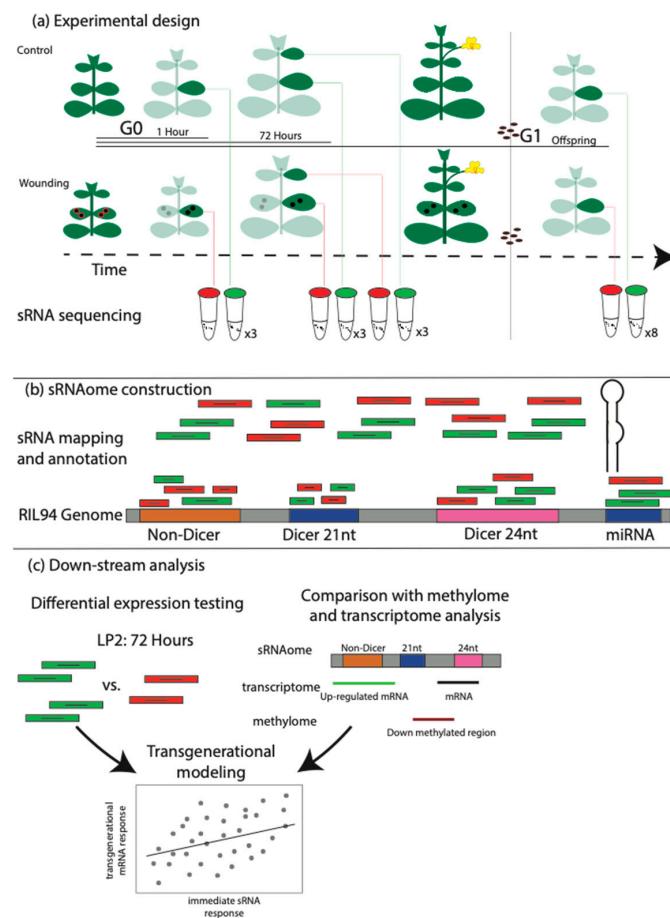 (a) Experimental design
Control
G0
1 Hour
72 Hours
G1
Offspring
Wounding
Time
sRNA sequencing
x3
x3
x3
x8
(b) sRNAome construction
sRNA mapping
and annotation
RIL94 Genome
Non-Dicer
Dicer 21nt
Dicer 24nt
miRNA
(c) Down-stream analysis
Differential expression testing
LP2: 72 Hours
vs.
Comparison with methylome
and transcriptome analysis
sRNAome
Non-Dicer
21nt
24nt
transcriptome
Up-regulated mRNA
mRNA
methylome
Down methylated region
Transgenerational
modeling
transgenerational
mRNA response
immediate sRNA
response